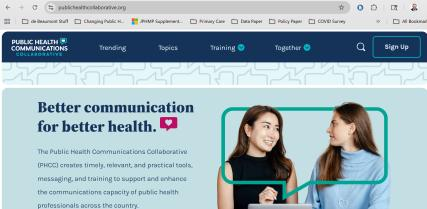 publichealthcollaborative.org
de Beaumont Stuff
Changing Public H...
JPHMP Supplement...
Primary Care
Data Paper
Policy Paper
COVID Survey
»
All Bookmar
PUBLIC HEALTH
COMMUNICATIONS
COLLABORATIVE
Trending
Topics
Training
Together
Sign Up
Better communication
for better health.
The Public Health Communications Collaborative
(PHCC) creates timely, relevant, and practical tools,
messaging, and training to support and enhance
the communications capacity of public health
professionals across the country.